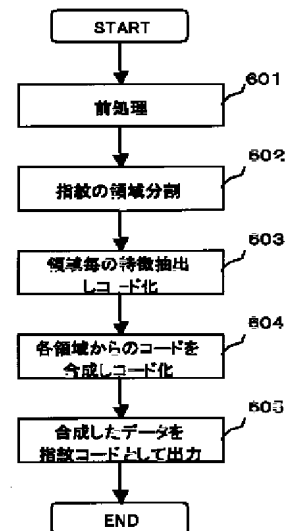 START
601
前処理
602
指紋の領域分割
603
領域毎の特徴抽出
しコード化
604
各領域からのコードを
合成しコード化
605
合成したデータを
指紋コードとして出力
END